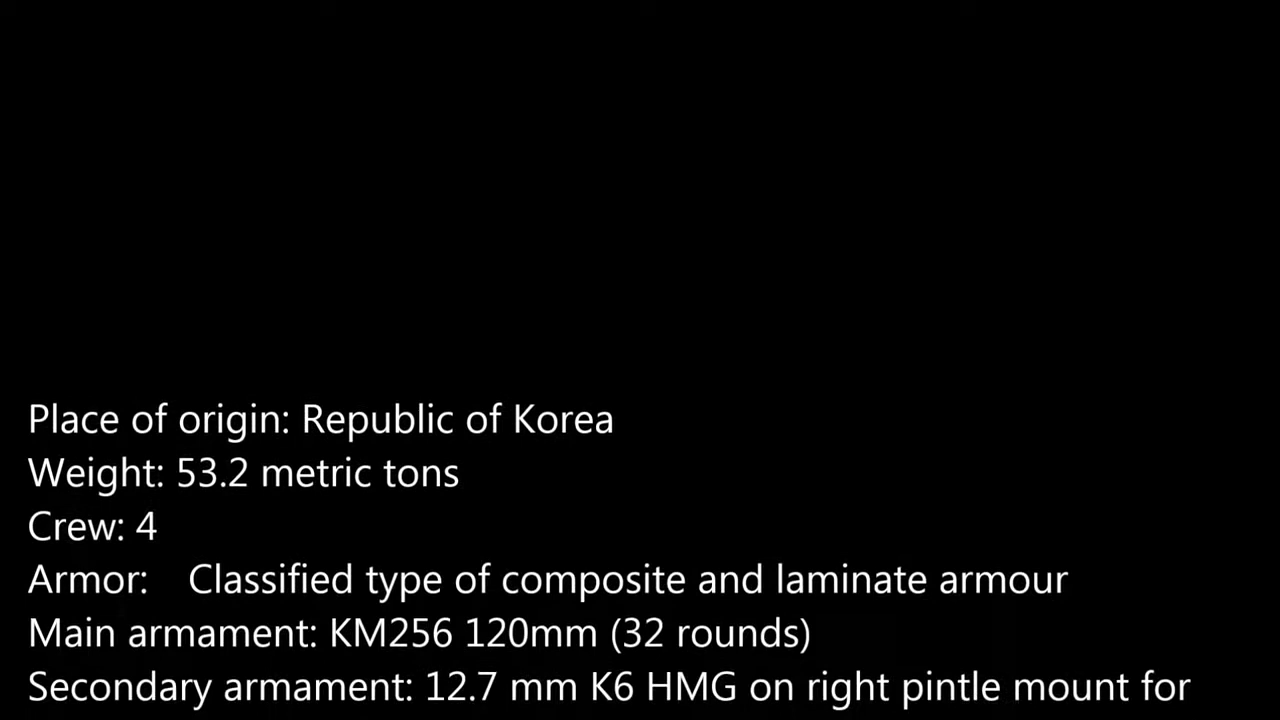 Place of origin: Republic of Korea
Weight: 53.2 metric tons
Crew: 4
Armor: Classified type of composite and laminate armour
Main armament: KM256 120mm (32 rounds)
Secondary armament: 12.7 mm K6 HMG on right pintle mount for